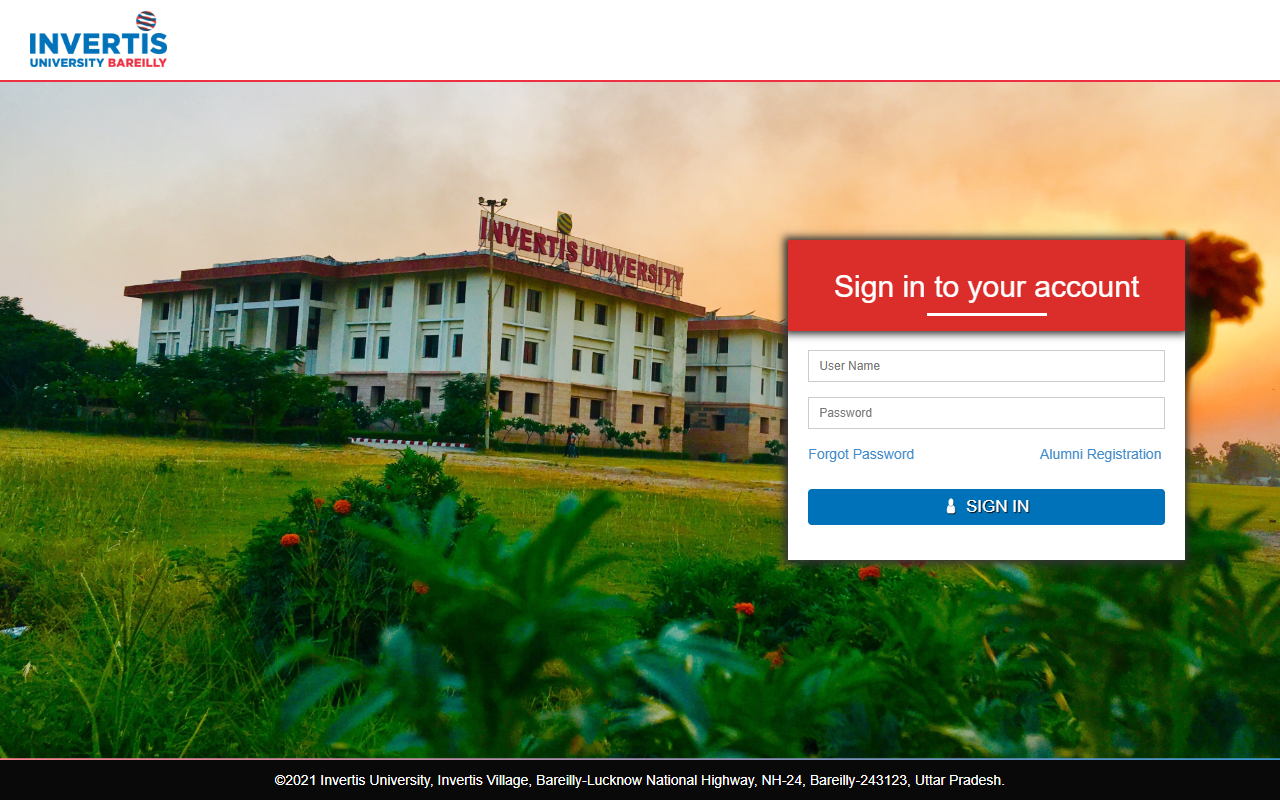 INVERTIS
UNIVERSITY BAREILLY
INVERTIS UNIVERSITY
Sign in to your account
User Name
Password
Forgot Password
Alumni Registration
SIGN IN
©2021 Invertis University, Invertis Village, Bareilly-Lucknow National Highway, NH-24, Bareilly-243123, Uttar Pradesh.